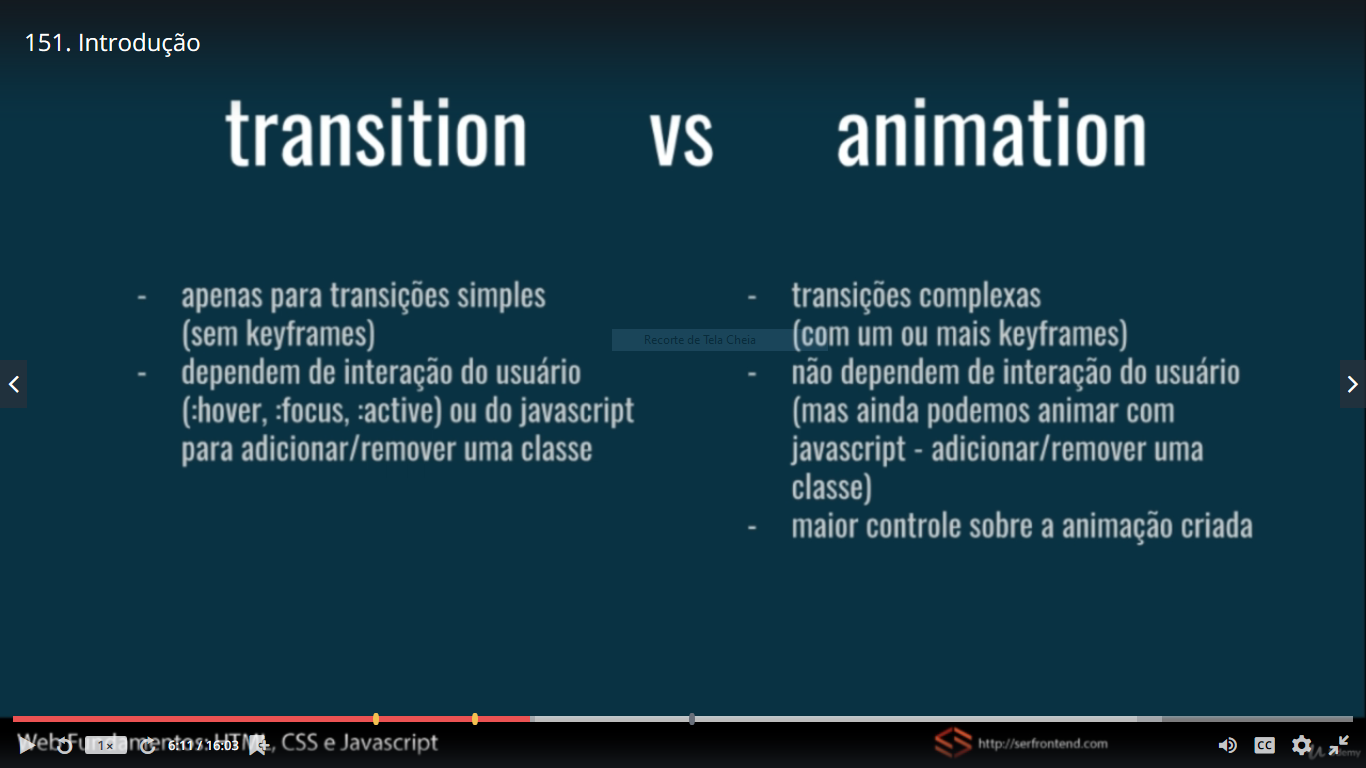 151. Introdução
transition vs animation
- apenas para transições simples
(sem keyframes)
- dependem de interação do usuário
(:hover, :focus, :active) ou do javascript
para adicionar/remover uma classe
Recorte de Tela Cheia
- transições complexas
(com um ou mais keyframes)
- não dependem de interação do usuário
(mas ainda podemos animar com
javascript - adicionar/remover uma
classe)
- maior controle sobre a animação criada
Web Fundamentos: HTML, CSS e Javascript
1×
6:11 / 16:03
http://serfrontend.com
CC